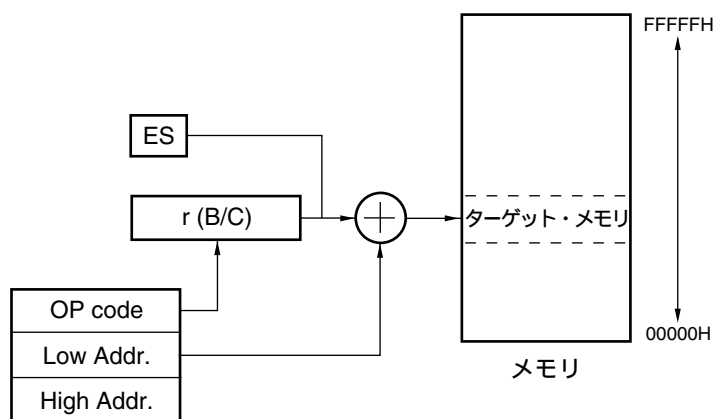 FFFFFH
ES
r (B/C)
ターゲット・メモリ
OP code
Low Addr.
High Addr.
00000H
メモリ